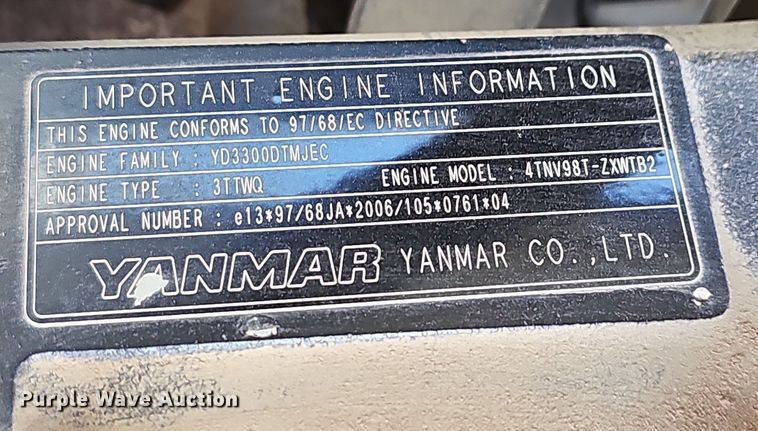 IMPORTANT ENGINE INFORMATION
THIS ENGINE CONFORMS TO 97/68/EC DIRECTIVE
ENGINE FAMILY : YD3300DTMJEC
ENGINE TYPE : 3TTWQ ENGINE MODEL : 4TNV98T-ZXWTB2
APPROVAL NUMBER : e13*97/68JA*2006/105*0761*04
YANMAR YANMAR CO.,LTD.
Purple Wave Auction